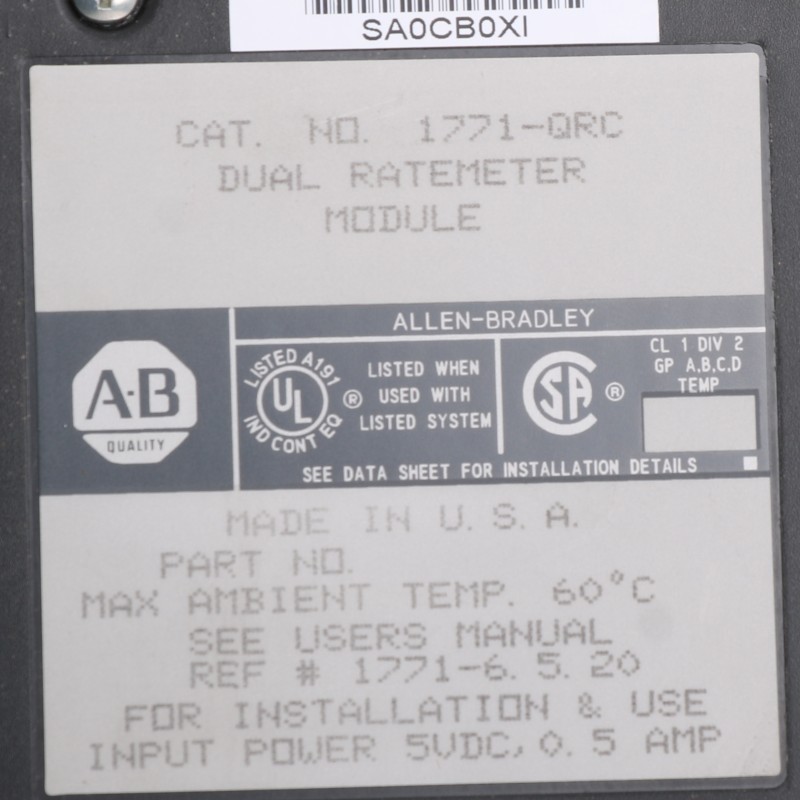 SA0CB0XI
CAT. NO. 1771-QRC
DUAL RATEMETER
MODULE
ALLEN-BRADLEY
A-B
QUALITY
LISTED A191
UL
IND CONT EQ
®
LISTED WHEN
USED WITH
LISTED SYSTEM
SA
®
CL 1 DIV 2
GP A,B,C,D
TEMP
SEE DATA SHEET FOR INSTALLATION DETAILS
MADE IN U.S.A.
PART NO.
MAX AMBIENT TEMP. 60°C
SEE USERS MANUAL
REF # 1771-6.5.20
FOR INSTALLATION & USE
INPUT POWER 5VDC, 0.5 AMP